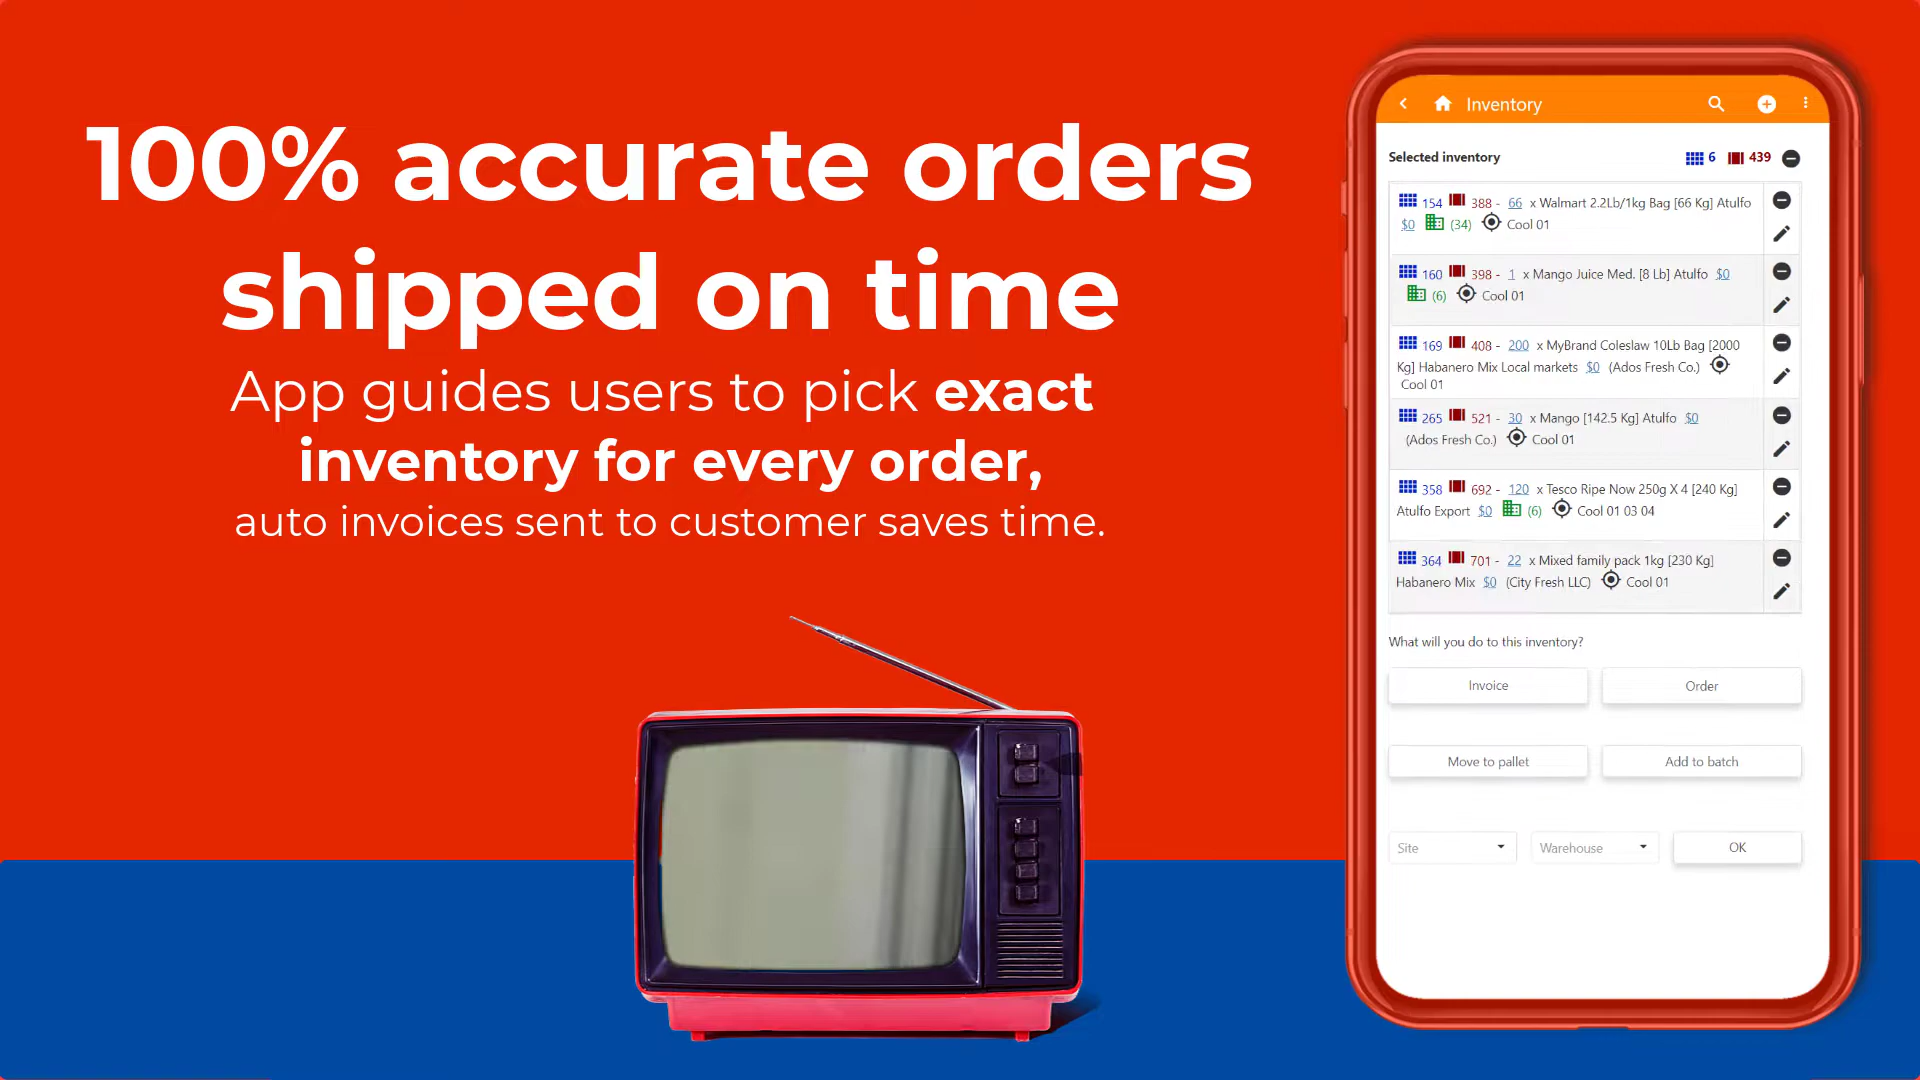 100% accurate orders
shipped on time
App guides users to pick exact
inventory for every order,
auto invoices sent to customer saves time.
Inventory
Selected inventory 6 439
154 388 - 66 x Walmart 2.2Lb/1kg Bag [66 Kg] Atulfo
$0 (34) Cool 01
160 398 - 1 x Mango Juice Med. [8 Lb] Atulfo $0
(6) Cool 01
169 408 - 200 x MyBrand Coleslaw 10Lb Bag [2000
Kg] Habanero Mix Local markets $0 (Ados Fresh Co.)
Cool 01
265 521 - 30 x Mango [142.5 Kg] Atulfo $0
(Ados Fresh Co.) Cool 01
358 692 - 120 x Tesco Ripe Now 250g X 4 [240 Kg]
Atulfo Export $0 (6) Cool 01 03 04
364 701 - 22 x Mixed family pack 1kg [230 Kg]
Habanero Mix $0 (City Fresh LLC) Cool 01
What will you do to this inventory?
Invoice Order
Move to pallet Add to batch
Site Warehouse OK